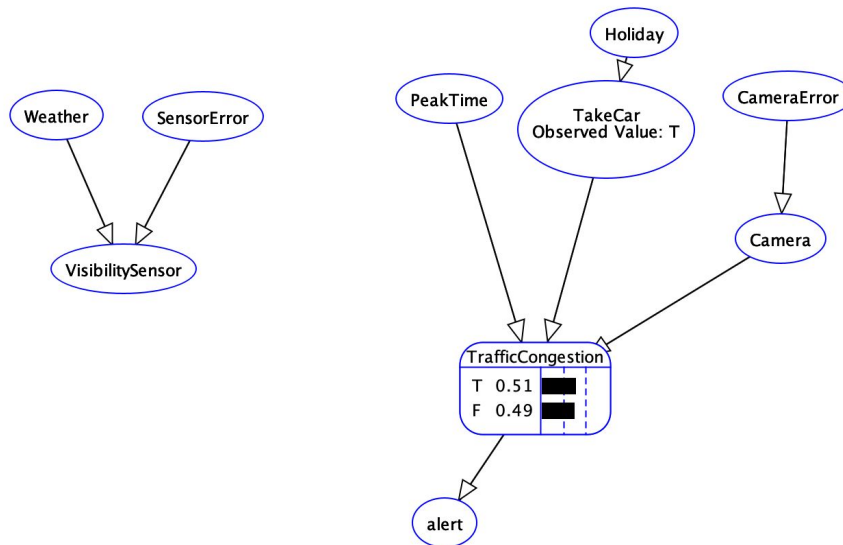 Holiday
Weather
SensorError
PeakTime
TakeCar
Observed Value: T
CameraError
VisibilitySensor
Camera
TrafficCongestion
T 0.51
F 0.49
alert